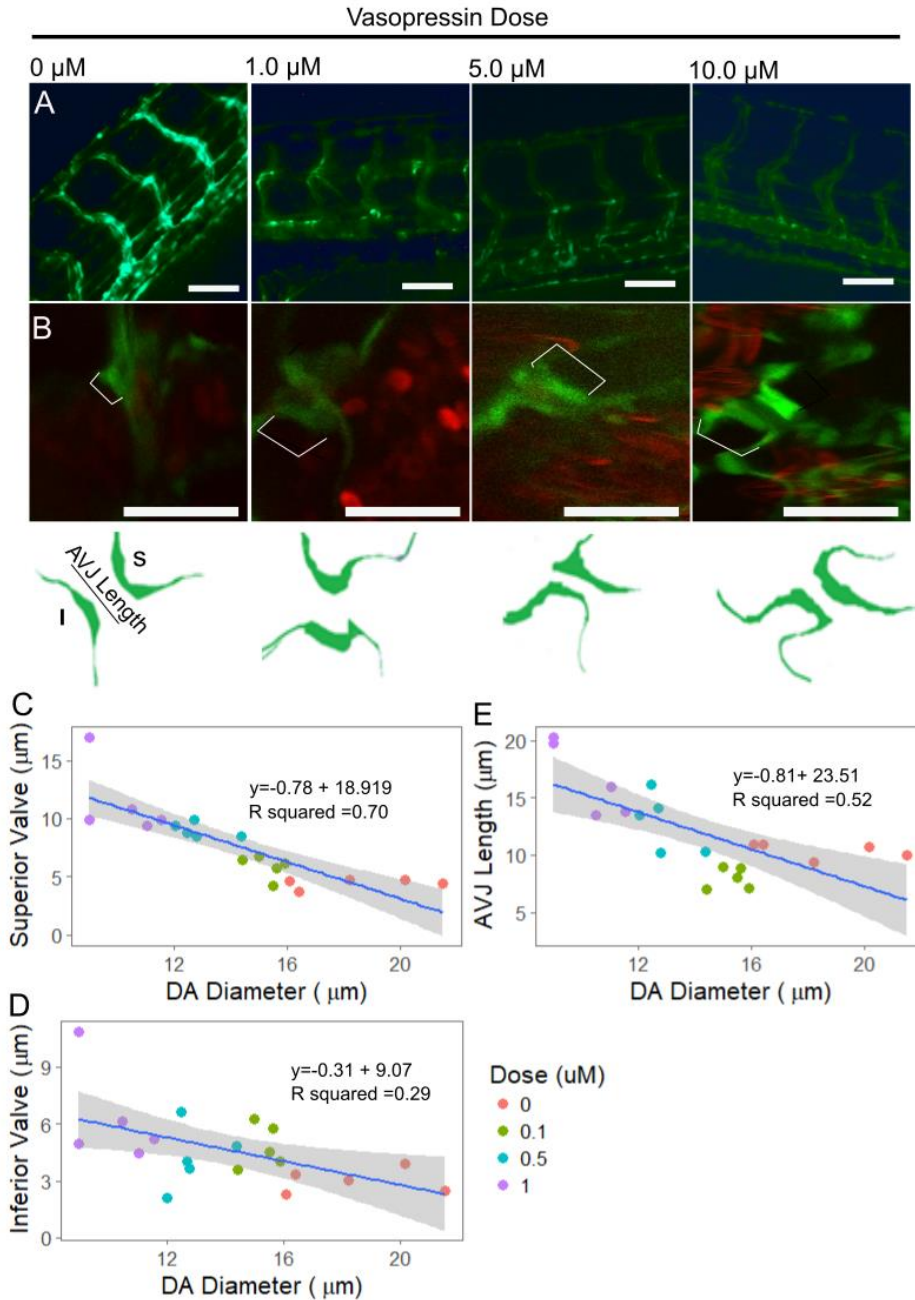 Vasopressin Dose
0 µM 1.0 µM 5.0 µM 10.0 µM
A
B
S
AVJ Length
I
C
Superior Valve (µm)
15
10
5
0
y=-0.78 + 18.919
R squared =0.70
12 16 20
DA Diameter ( µm)
E
AVJ Length (µm)
20
15
10
5
y=-0.81+ 23.51
R squared =0.52
12 16 20
DA Diameter ( µm)
D
Inferior Valve (µm)
9
6
3
0
y=-0.31 + 9.07
R squared =0.29
12 16 20
DA Diameter ( µm)
Dose (uM)
0
0.1
0.5
1